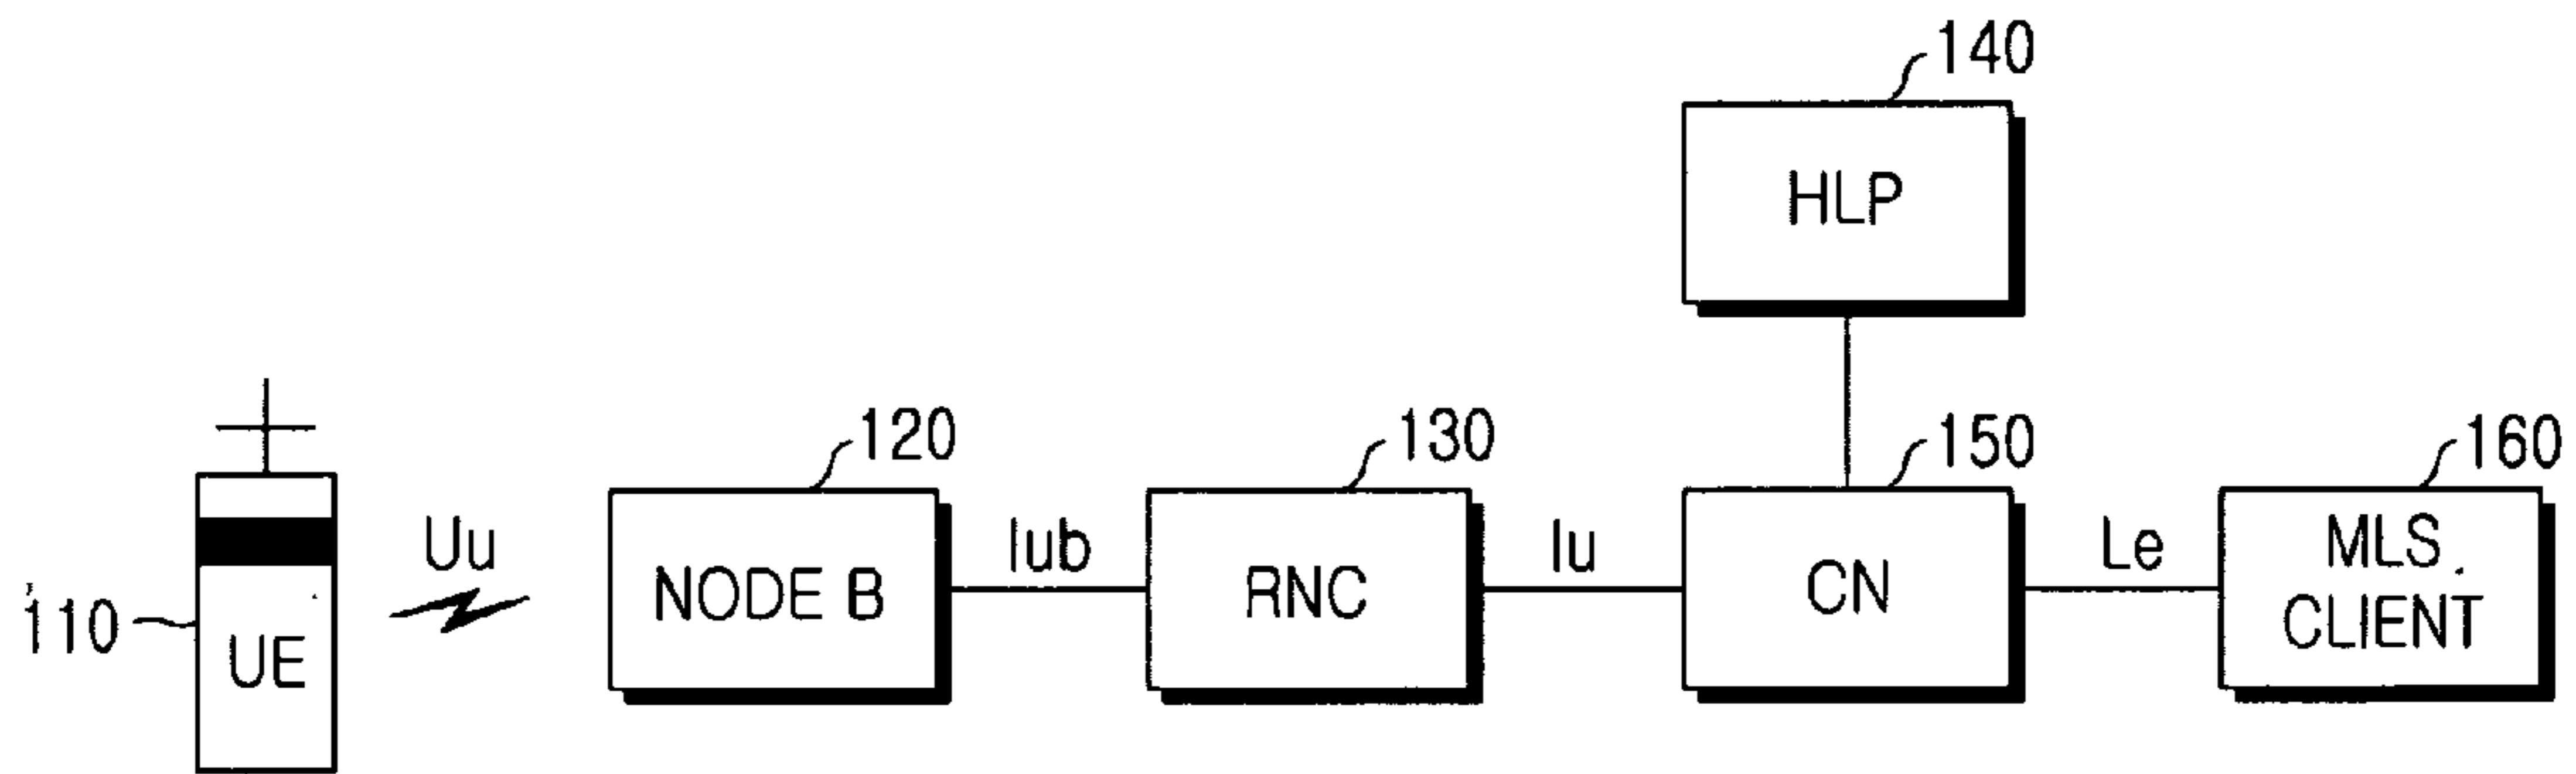 140
HLP
120
130
150
160
Uu
Iub
Iu
Le
NODE B
RNC
CN
MLS
CLIENT
110
UE